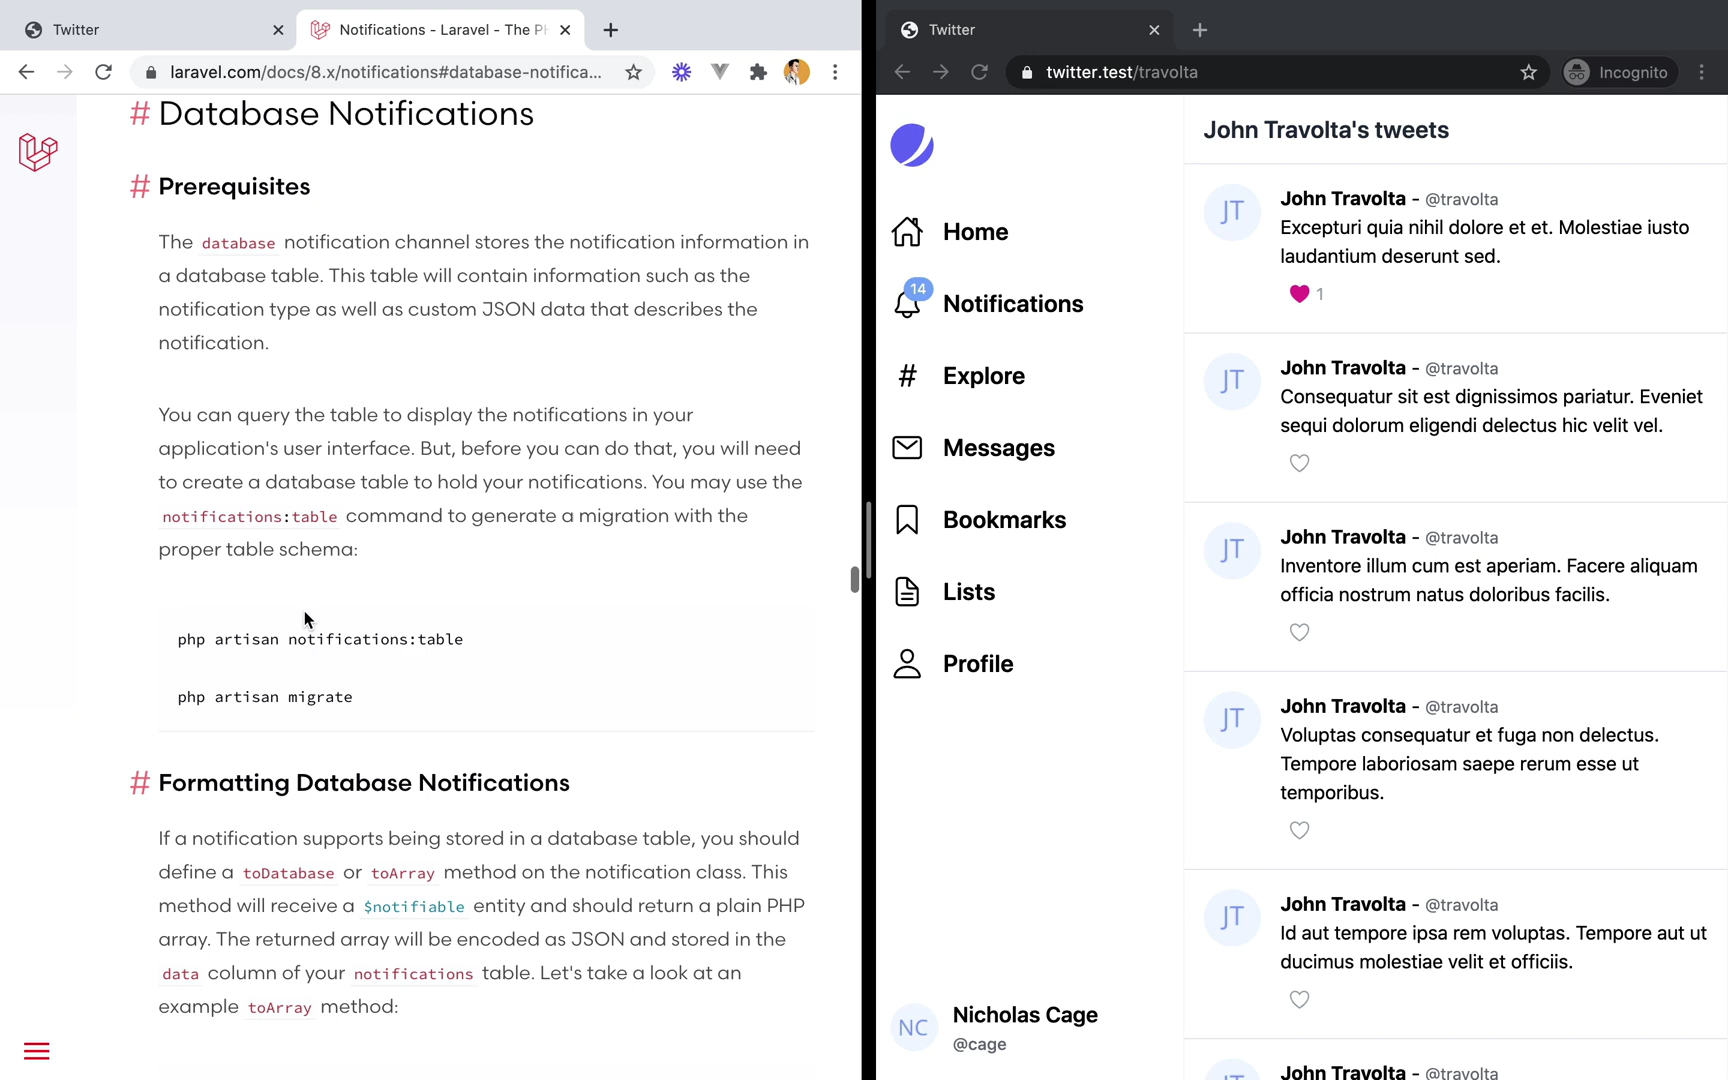 Twitter
Notifications - Laravel - The PH
laravel.com/docs/8.x/notifications#database-notifica...
# Database Notifications
# Prerequisites
The database notification channel stores the notification information in
a database table. This table will contain information such as the
notification type as well as custom JSON data that describes the
notification.
You can query the table to display the notifications in your
application's user interface. But, before you can do that, you will need
to create a database table to hold your notifications. You may use the
notifications:table command to generate a migration with the
proper table schema:
php artisan notifications:table
php artisan migrate
# Formatting Database Notifications
If a notification supports being stored in a database table, you should
define a toDatabase or toArray method on the notification class. This
method will receive a $notifiable entity and should return a plain PHP
array. The returned array will be encoded as JSON and stored in the
data column of your notifications table. Let's take a look at an
example toArray method:
Twitter
twitter.test/travolta
Incognito
Home
14
Notifications
# Explore
Messages
Bookmarks
Lists
Profile
NC
Nicholas Cage
@cage
John Travolta's tweets
JT
John Travolta - @travolta
Excepturi quia nihil dolore et et. Molestiae iusto
laudantium deserunt sed.
1
JT
John Travolta - @travolta
Consequatur sit est dignissimos pariatur. Eveniet
sequi dolorum eligendi delectus hic velit vel.
JT
John Travolta - @travolta
Inventore illum cum est aperiam. Facere aliquam
officia nostrum natus doloribus facilis.
JT
John Travolta - @travolta
Voluptas consequatur et fuga non delectus.
Tempore laboriosam saepe rerum esse ut
temporibus.
JT
John Travolta - @travolta
Id aut tempore ipsa rem voluptas. Tempore aut ut
ducimus molestiae velit et officiis.
JT
John Travolta - @travolta